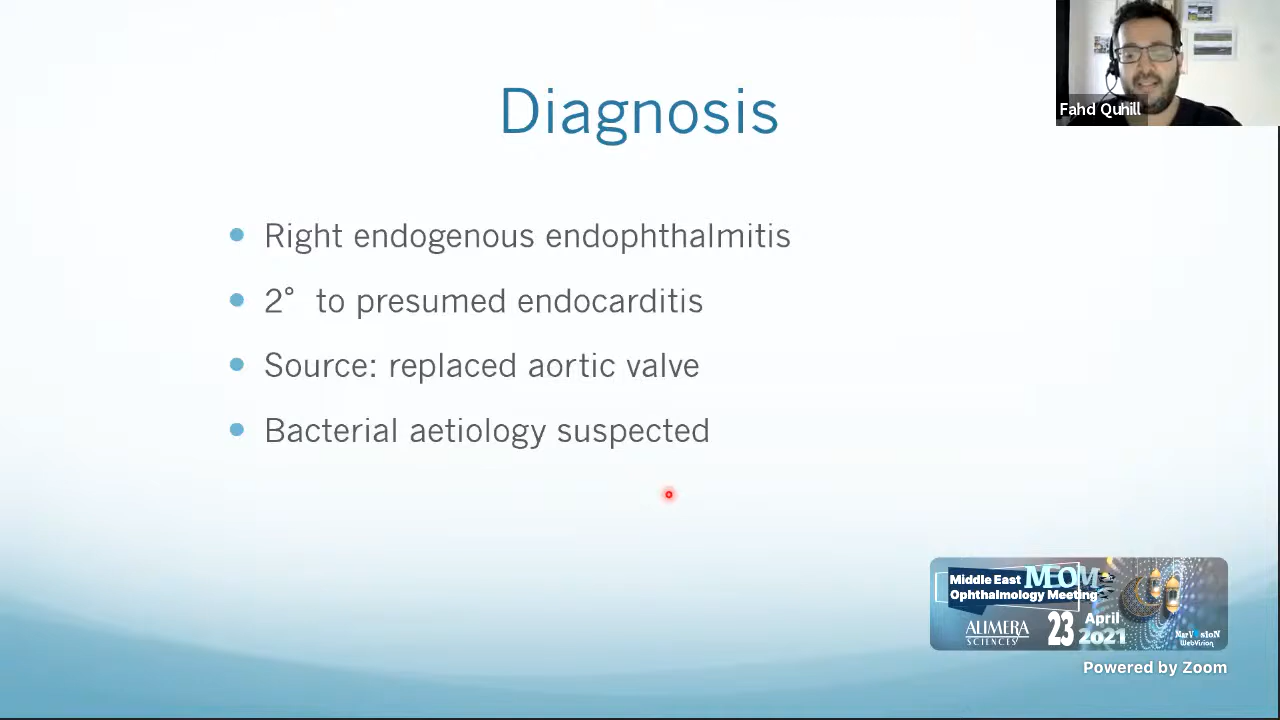 Diagnosis
Fahd Quhill
Right endogenous endophthalmitis
2° to presumed endocarditis
Source: replaced aortic valve
Bacterial aetiology suspected
Middle East MEOM
Ophthalmology Meeting
ALIMERA
SCIENCES
23 April
2021
WebVision
Powered by Zoom